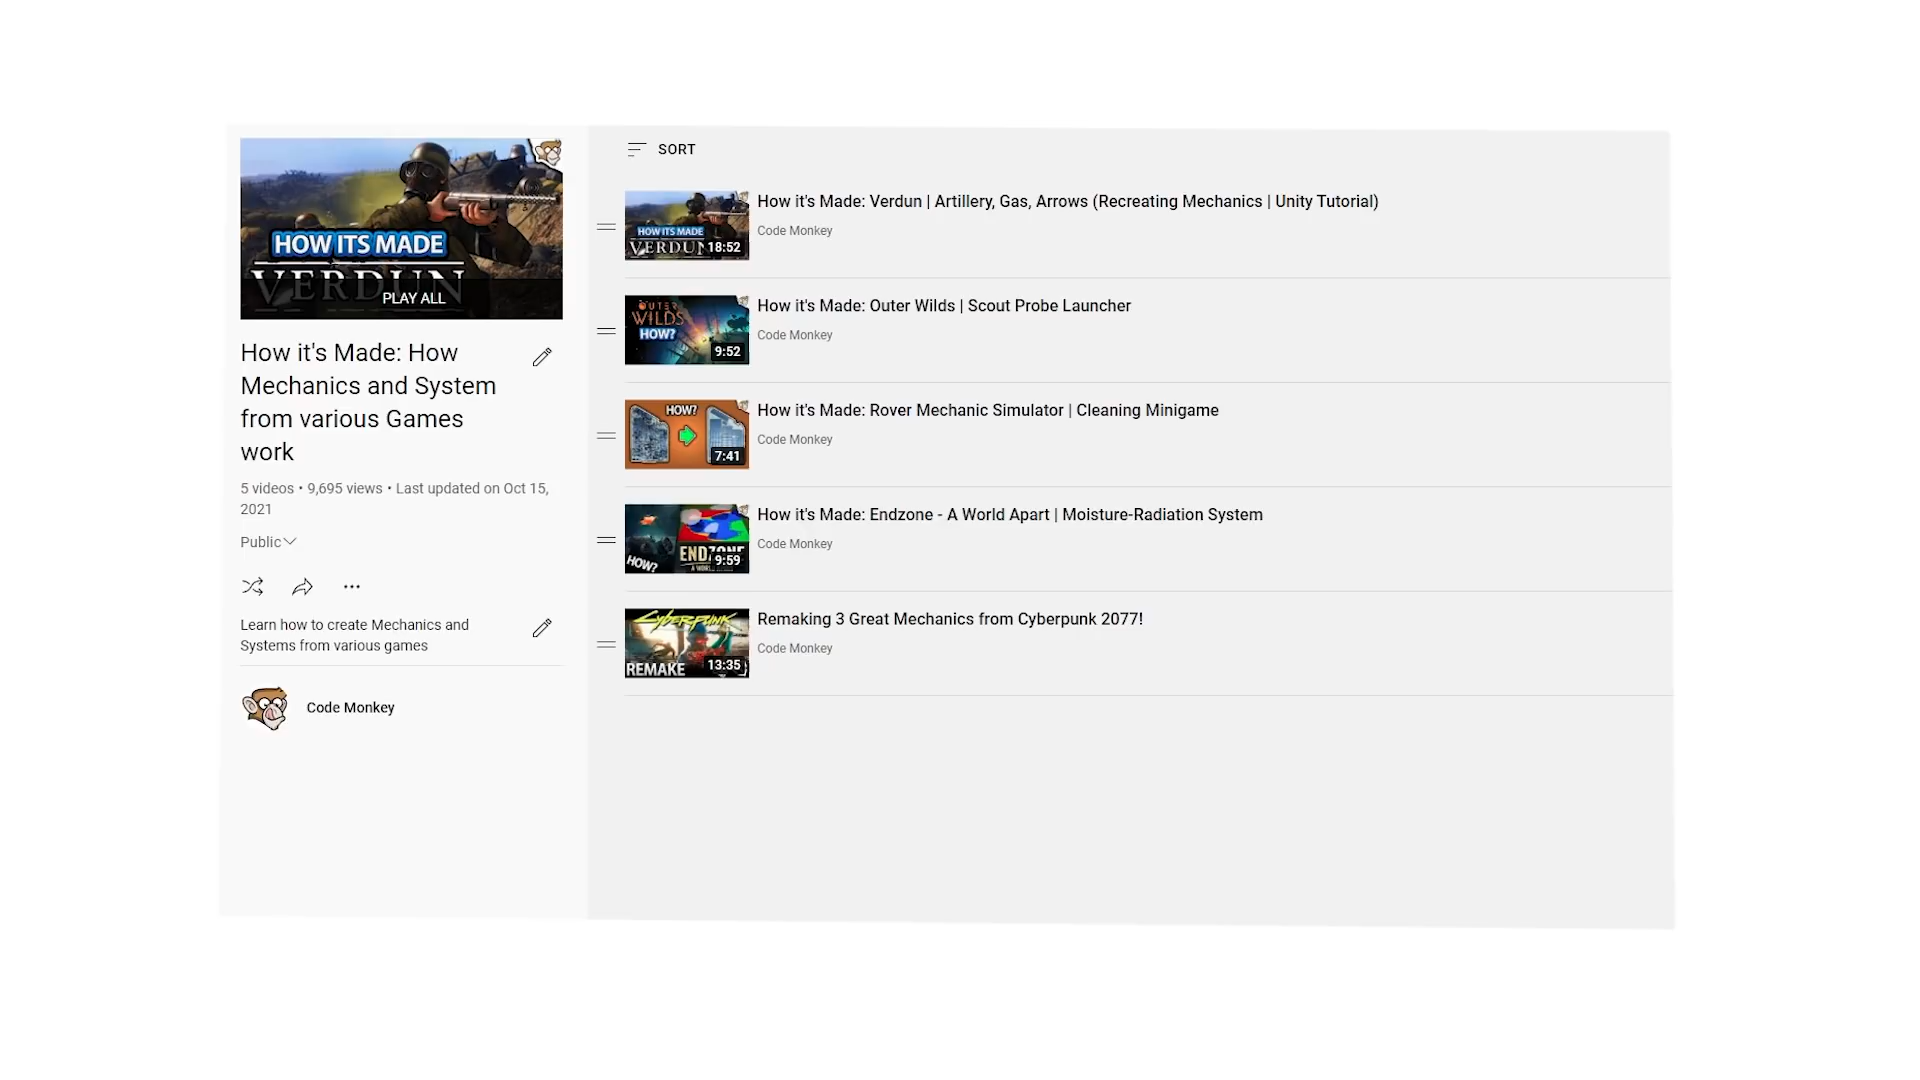 HOW ITS MADE
VERDUN
PLAY ALL
How it's Made: How
Mechanics and System
from various Games
work
5 videos • 9,695 views • Last updated on Oct 15,
2021
Public
Learn how to create Mechanics and
Systems from various games
Code Monkey
SORT
HOW ITS MADE
VERDUN
18:52
How it's Made: Verdun | Artillery, Gas, Arrows (Recreating Mechanics | Unity Tutorial)
Code Monkey
OUTER
WILDS
HOW?
9:52
How it's Made: Outer Wilds | Scout Probe Launcher
Code Monkey
HOW?
7:41
How it's Made: Rover Mechanic Simulator | Cleaning Minigame
Code Monkey
HOW?
ENDZONE
9:59
How it's Made: Endzone - A World Apart | Moisture-Radiation System
Code Monkey
Cyberpunk
REMAKE
13:35
Remaking 3 Great Mechanics from Cyberpunk 2077!
Code Monkey